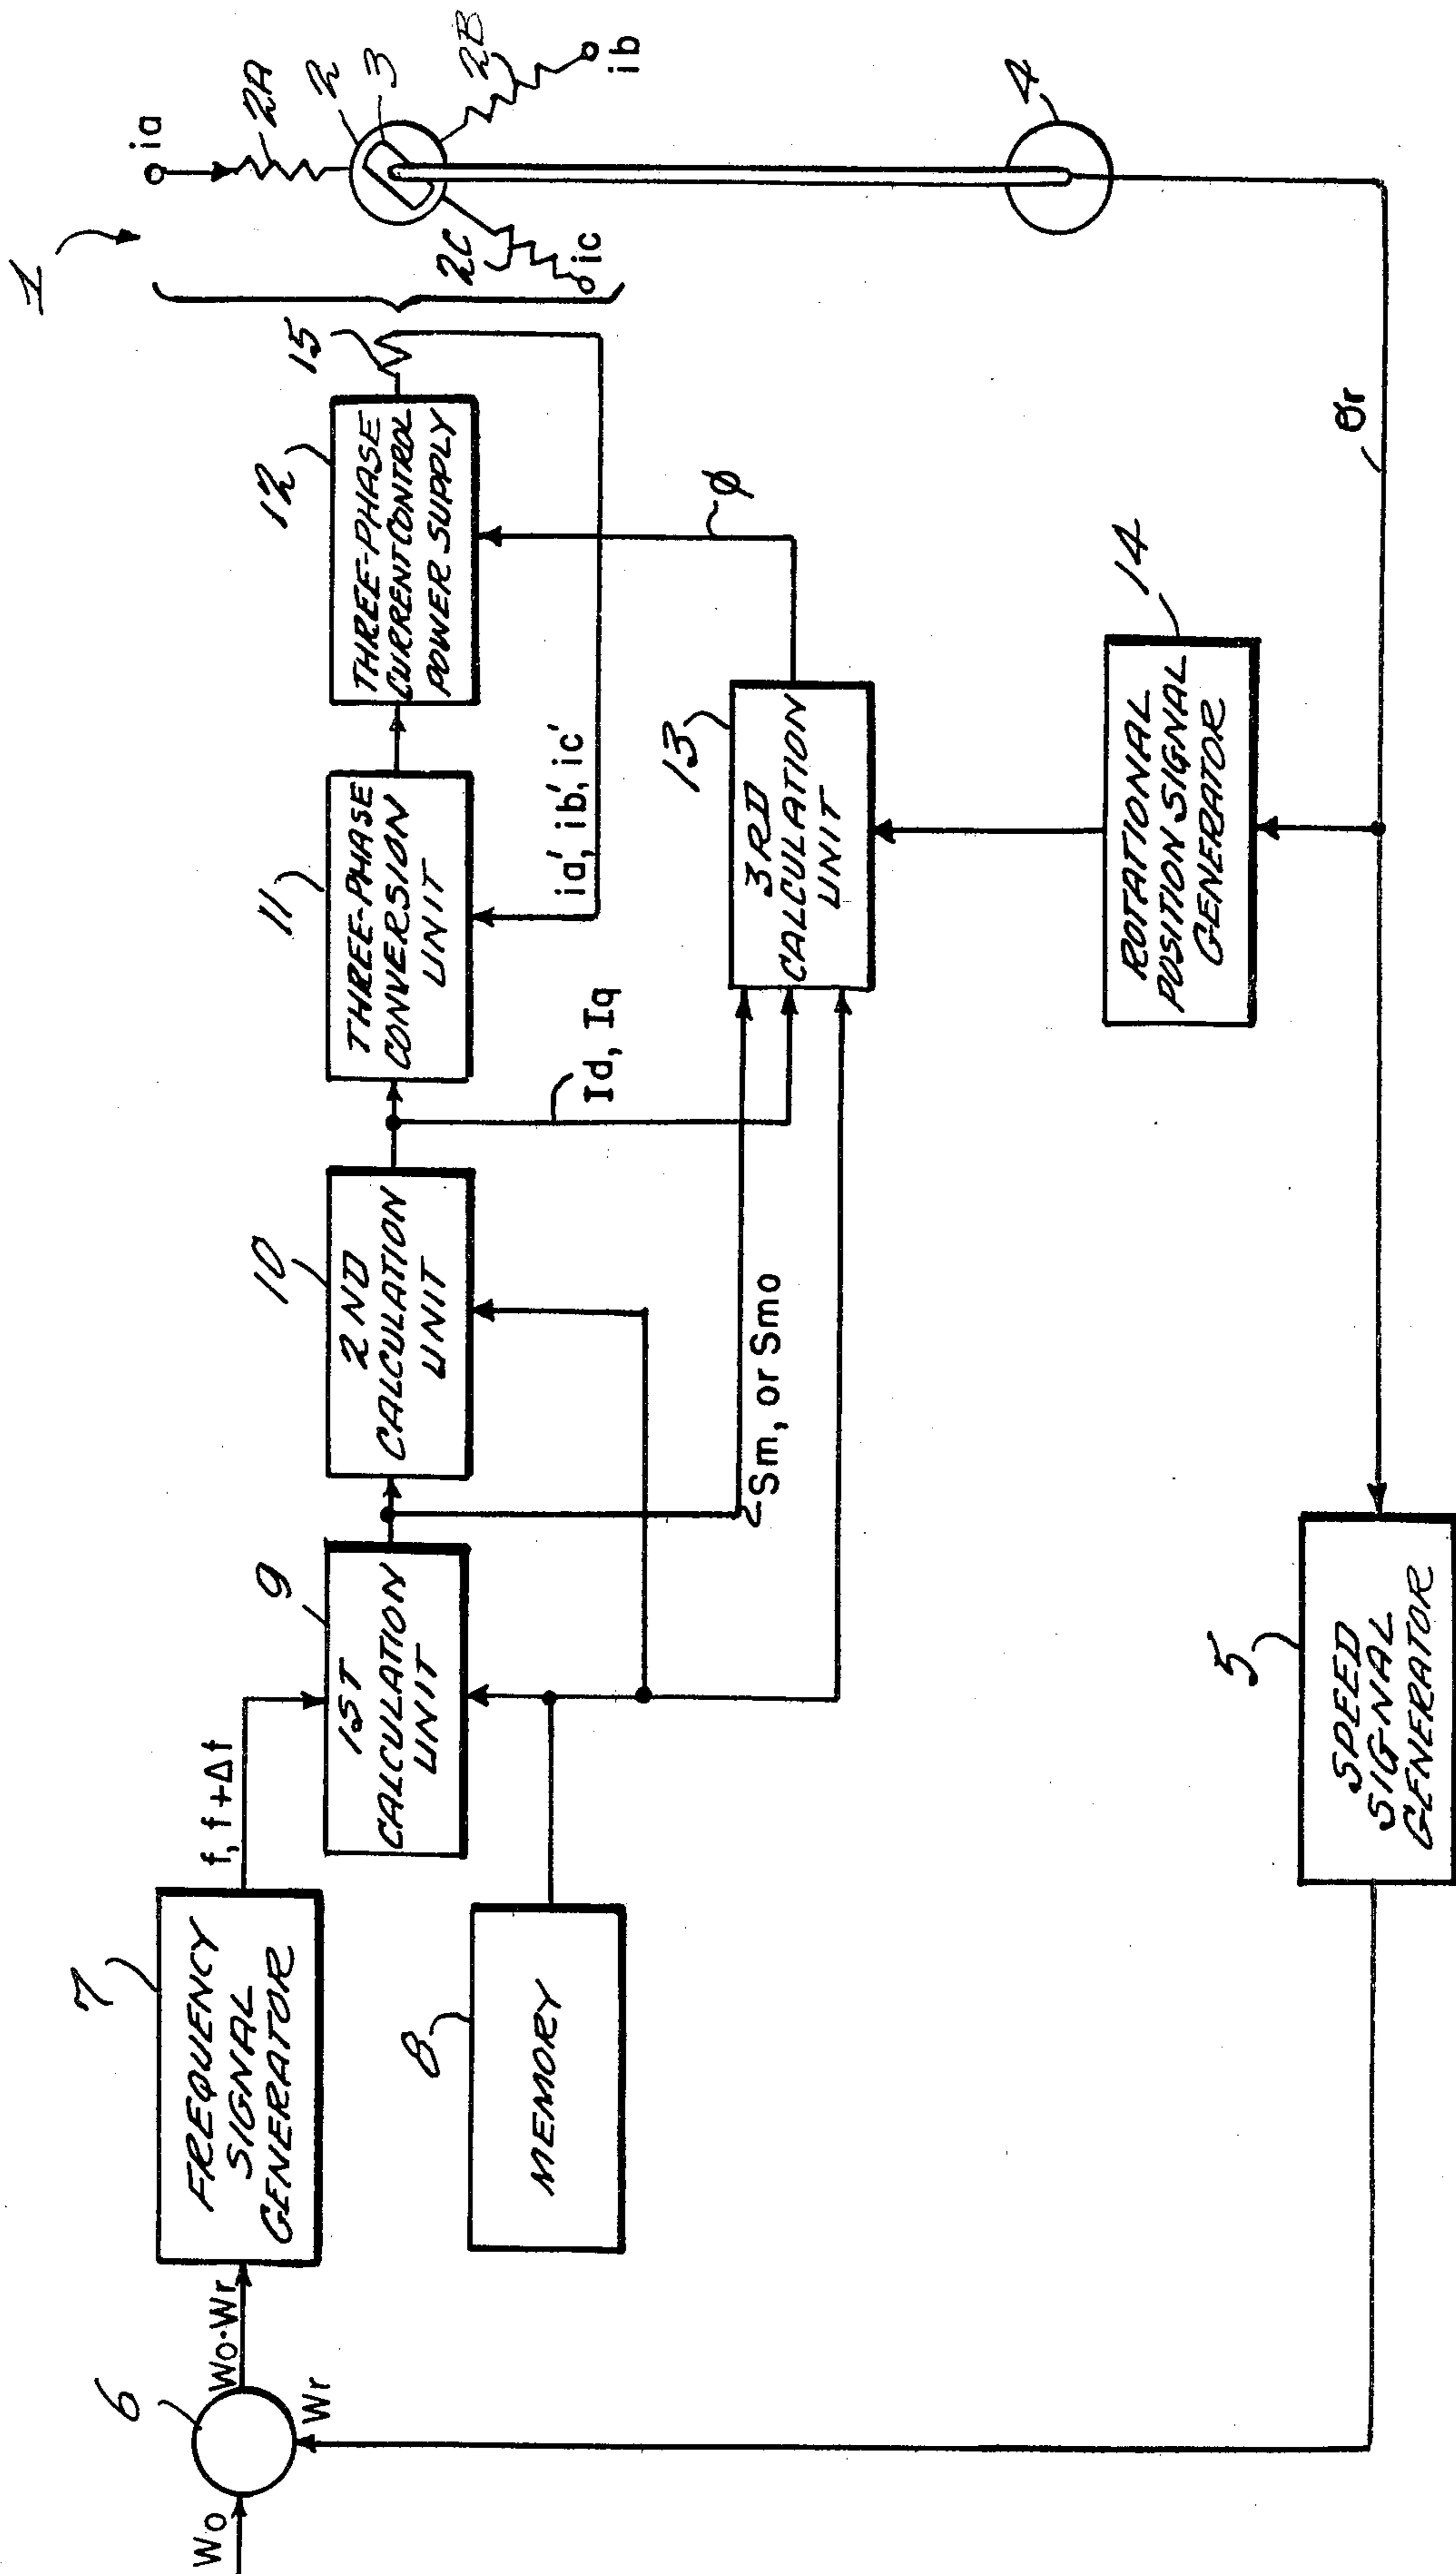 1
ia
2A
2
3
2B
ib
2C
ic
4
15
12
THREE-PHASE
CURRENT CONTROL
POWER SUPPLY
11
THREE-PHASE
CONVERSION
UNIT
ia', ib', ic'
10
2ND
CALCULATION
UNIT
Id, Iq
9
1ST
CALCULATION
UNIT
Sm, or Smo
f, f+Δf
7
FREQUENCY
SIGNAL
GENERATOR
8
MEMORY
Wo-Wr
6
Wo
Wr
ø
13
3RD
CALCULATION
UNIT
14
ROTATIONAL
POSITION SIGNAL
GENERATOR
θr
5
SPEED
SIGNAL
GENERATOR